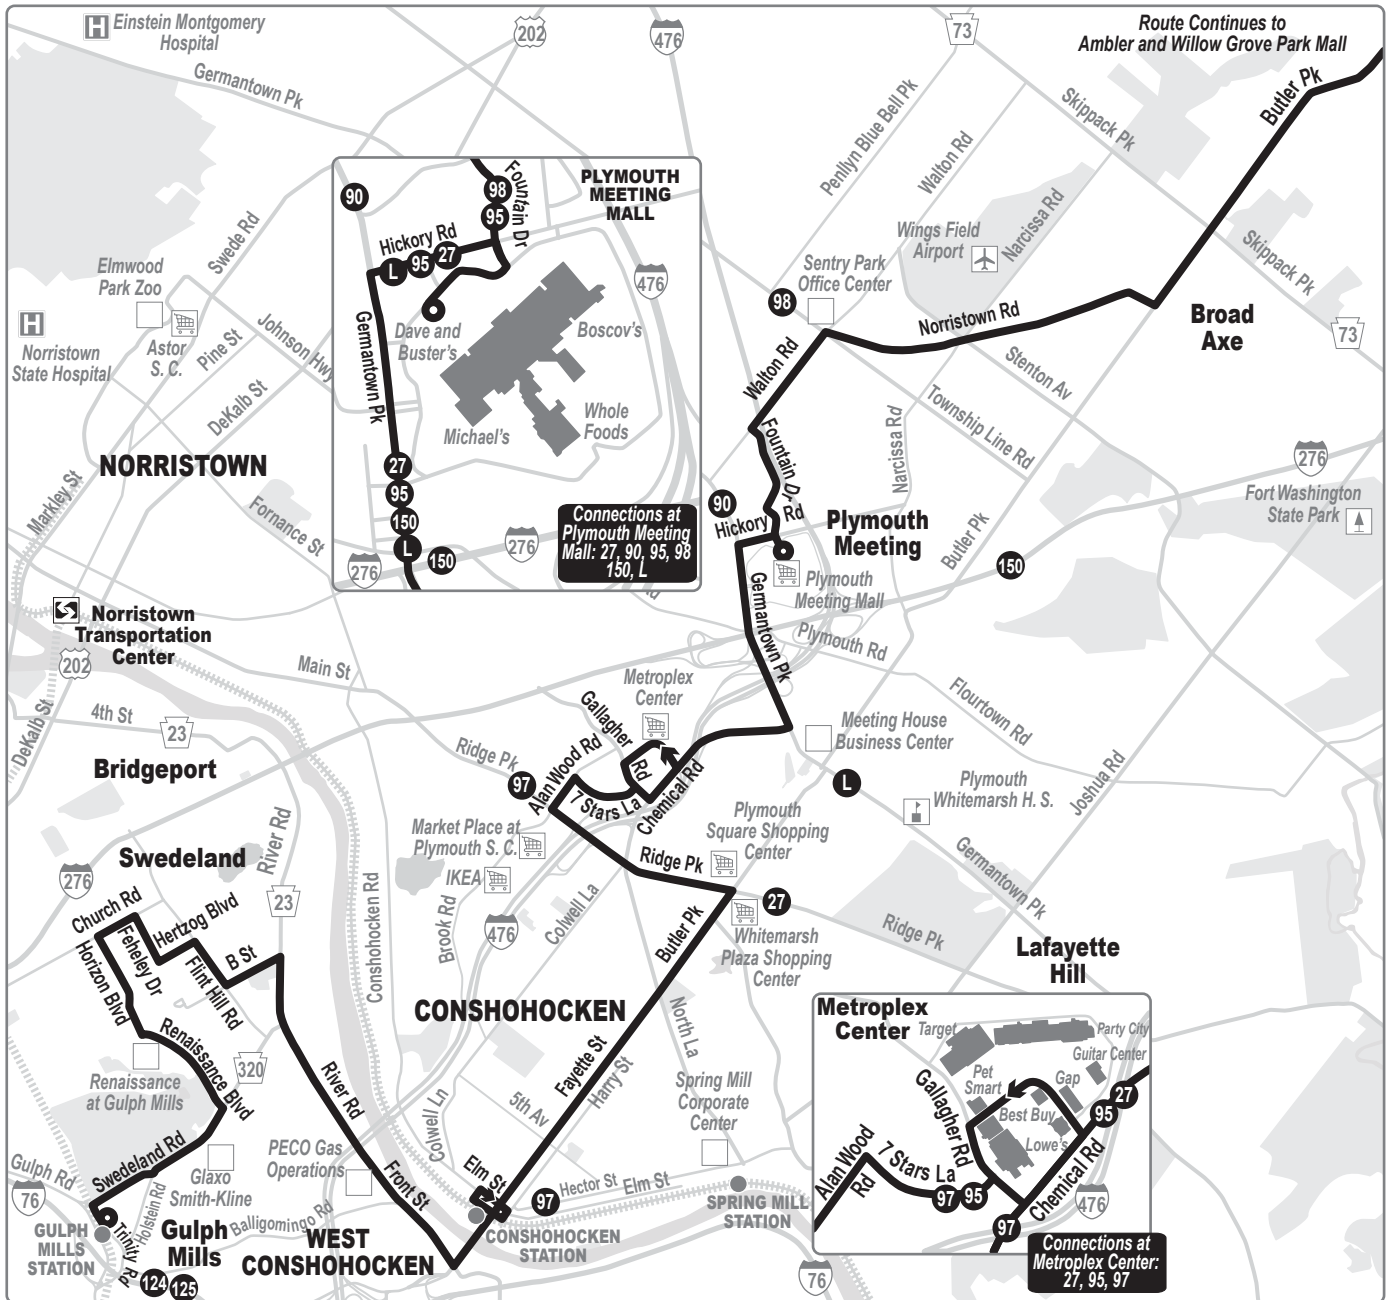 Einstein Montgomery
Hospital
Germantown Pk
202
476
73
Route Continues to
Ambler and Willow Grove Park Mall
Butler Pk
Skippack Pk
Penllyn Blue Bell Pk
Walton Rd
Narcissa Rd
Wings Field
Airport
Skippack Pk
73
Broad
Axe
Sentry Park
Office Center
98
Norristown Rd
Walton Rd
Stenton Av
Township Line Rd
Narcissa Rd
276
Fort Washington
State Park
H
H
Swede Rd
Elmwood
Park Zoo
Norristown
State Hospital
Astor
S. C.
Pine St
Johnson Hwy
DeKalb St
NORRISTOWN
Markley St
Fornance St
276
PLYMOUTH
MEETING
MALL
90
98
95
Fountain Dr
Hickory Rd
L
95
27
476
Dave and
Buster's
Boscov's
Germantown Pk
Michael's
Whole
Foods
27
95
150
L
150
276
Connections at
Plymouth Meeting
Mall: 27, 90, 95, 98
150, L
Fountain Dr
90
Hickory Rd
Plymouth
Meeting
Butler Pk
150
Plymouth
Meeting Mall
Germantown Pk
Plymouth Rd
Flourtown Rd
Norristown
Transportation
Center
202
Main St
DeKalb St
4th St
23
Bridgeport
Metroplex
Center
Gallagher
Rd
Ridge Pk
97
Alan Wood Rd
7 Stars La
Chemical Rd
Meeting House
Business Center
L
Plymouth
Whitemarsh H. S.
Joshua Rd
Germantown Pk
Plymouth
Square Shopping
Center
Market Place at
Plymouth S. C.
IKEA
Ridge Pk
27
Whitemarsh
Plaza Shopping
Center
Ridge Pk
Lafayette
Hill
Swedeland
River Rd
276
23
Church Rd
Hertzog Blvd
Feheley Dr
Horizon Blvd
Flint Hill Rd
B St
Conshohocken Rd
Brook Rd
476
Colwell La
Butler Pk
CONSHOHOCKEN
North La
Renaissance Blvd
Renaissance
at Gulph Mills
320
River Rd
Fayette St
Harry St
5th Av
Colwell Ln
Spring Mill
Corporate
Center
Swedeland Rd
Gulph Rd
76
Glaxo
Smith-Kline
PECO Gas
Operations
Front St
Elm St
97
Hector St
Elm St
SPRING MILL
STATION
CONSHOHOCKEN
STATION
GULPH
MILLS
STATION
Trinity Rd
Holstein Rd
Gulph
Mills
Balligomingo Rd
WEST
CONSHOHOCKEN
124
125
76
Metroplex
Center
Target
Party City
Guitar Center
Pet
Smart
Gap
Best Buy
Lowe's
Gallagher Rd
27
95
Alan Wood
Rd
7 Stars La
97
95
Chemical Rd
476
97
Connections at
Metroplex Center:
27, 95, 97